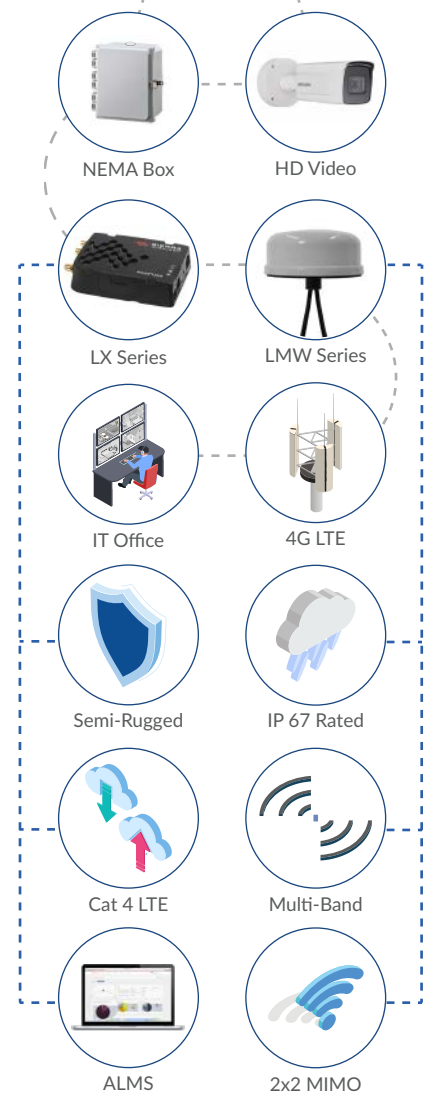 NEMA Box
HD Video
LX Series
LMW Series
IT Office
4G LTE
Semi-Rugged
IP 67 Rated
Cat 4 LTE
Multi-Band
ALMS
2x2 MIMO